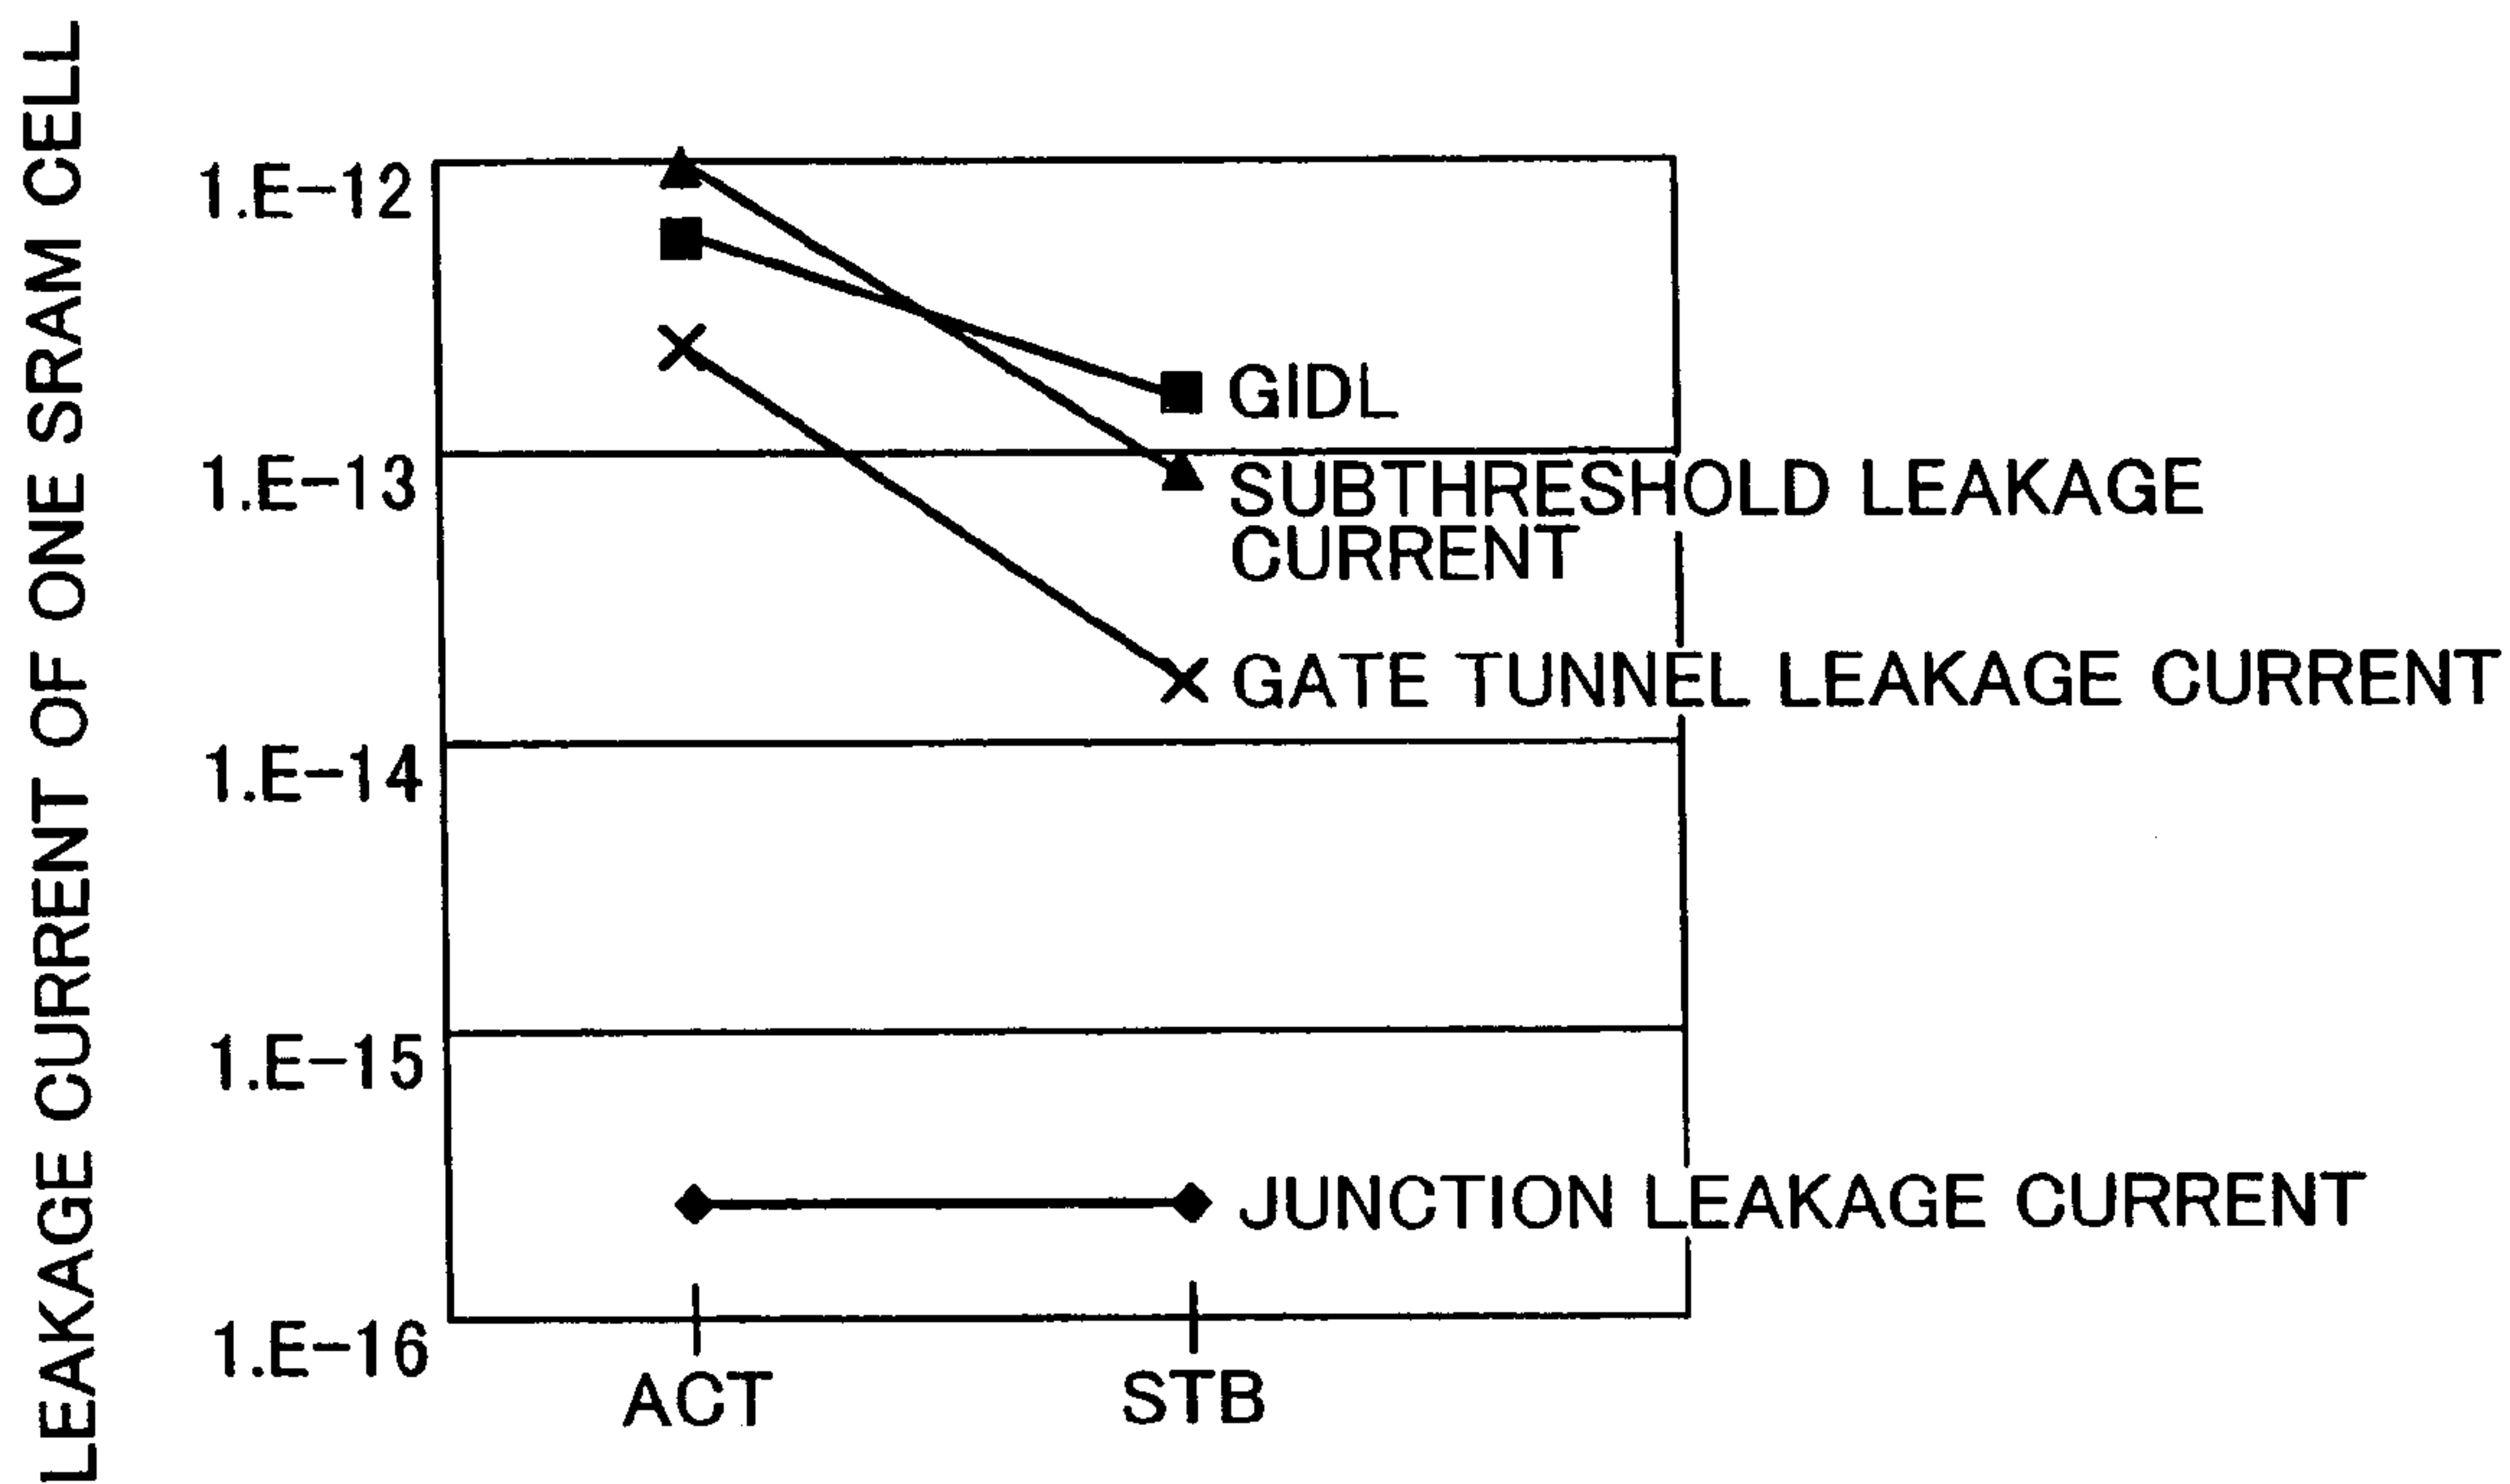 LEAKAGE CURRENT OF ONE SRAM CELL
1.E-12
1.E-13
1.E-14
1.E-15
1.E-16
GIDL
SUBTHRESHOLD LEAKAGE
CURRENT
GATE TUNNEL LEAKAGE CURRENT
JUNCTION LEAKAGE CURRENT
ACT
STB